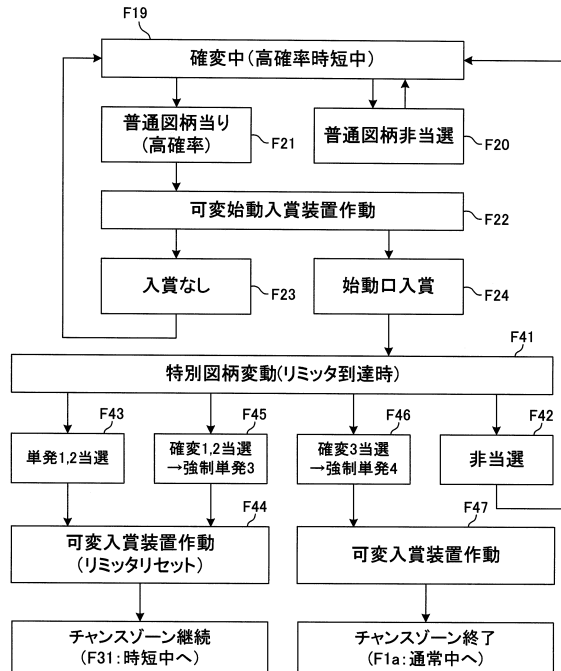 F19
確変中(高確率時短中)
普通図柄当り
(高確率)
F21
普通図柄非当選
F20
可変始動入賞装置作動
F22
入賞なし
F23
始動口入賞
F24
F41
特別図柄変動(リミッタ到達時)
F43
単発1,2当選
F45
確変1,2当選
→強制単発3
F46
確変3当選
→強制単発4
F42
非当選
F44
可変入賞装置作動
(リミッタリセット)
F47
可変入賞装置作動
チャンスゾーン継続
(F31:時短中へ)
チャンスゾーン終了
(F1a:通常中へ)